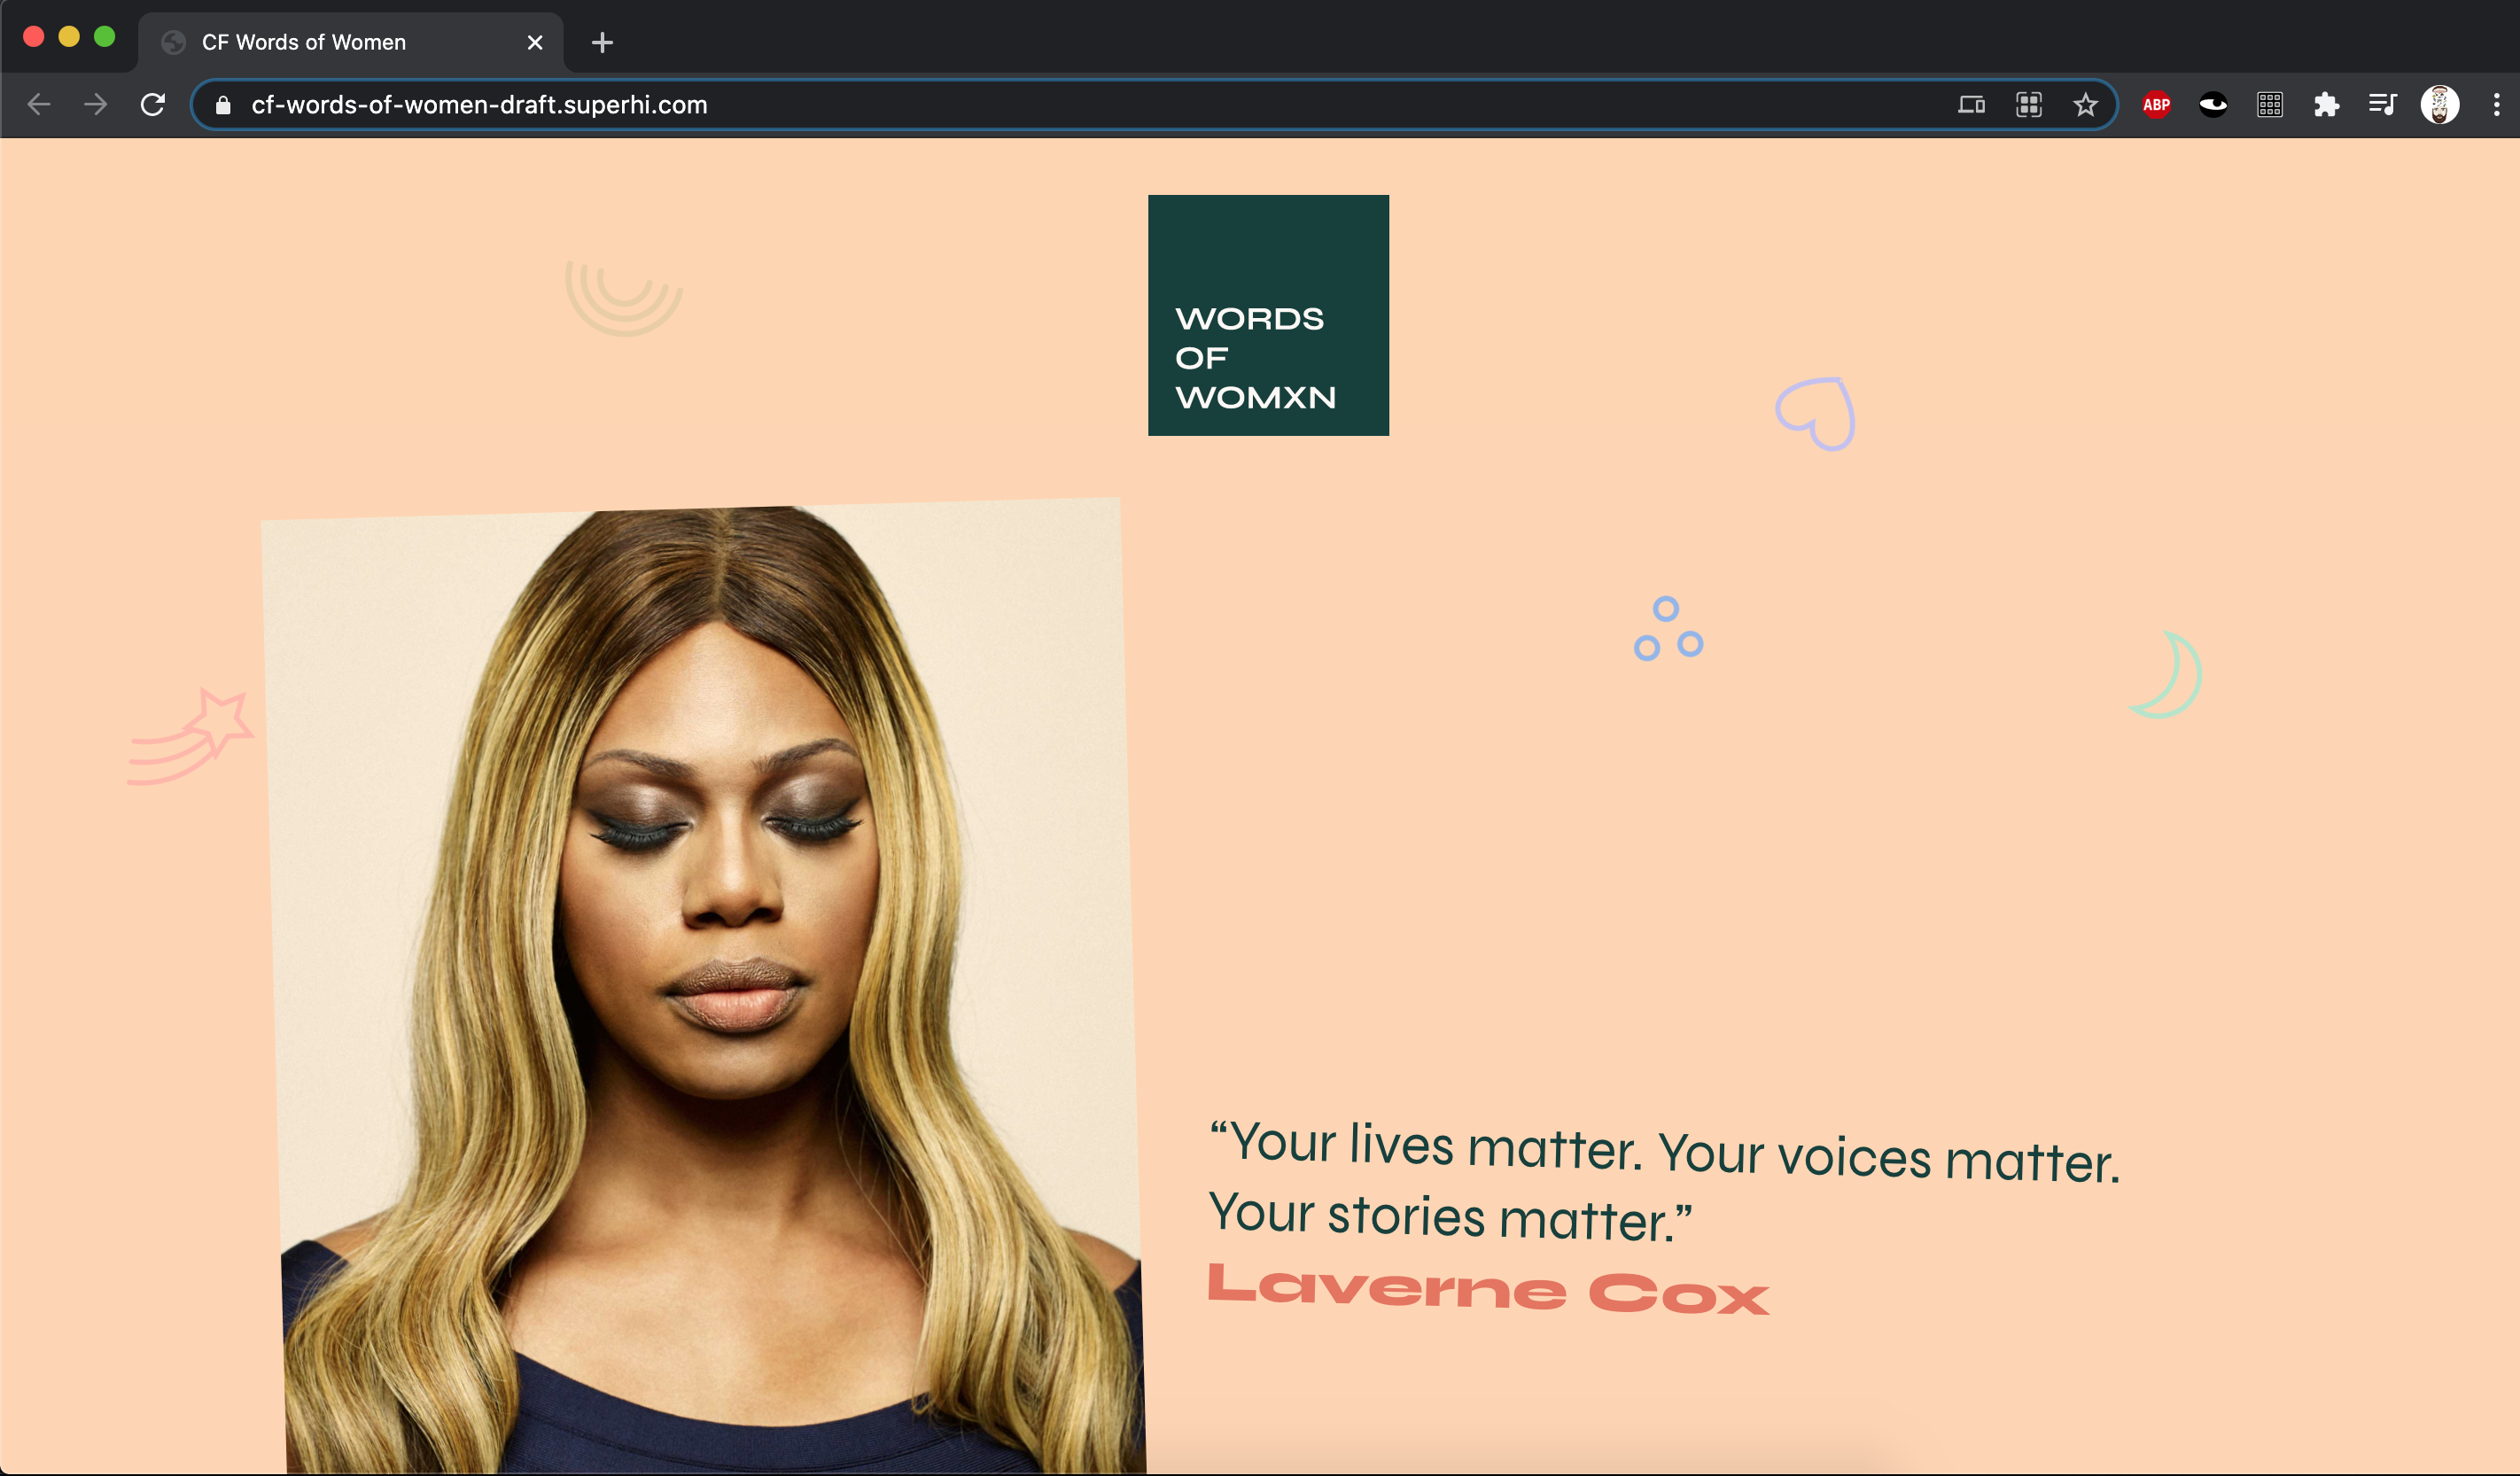 CF Words of Women
cf-words-of-women-draft.superhi.com
ABP
WORDS
OF
WOMXN
“Your lives matter. Your voices matter.
Your stories matter.”
Laverne Cox